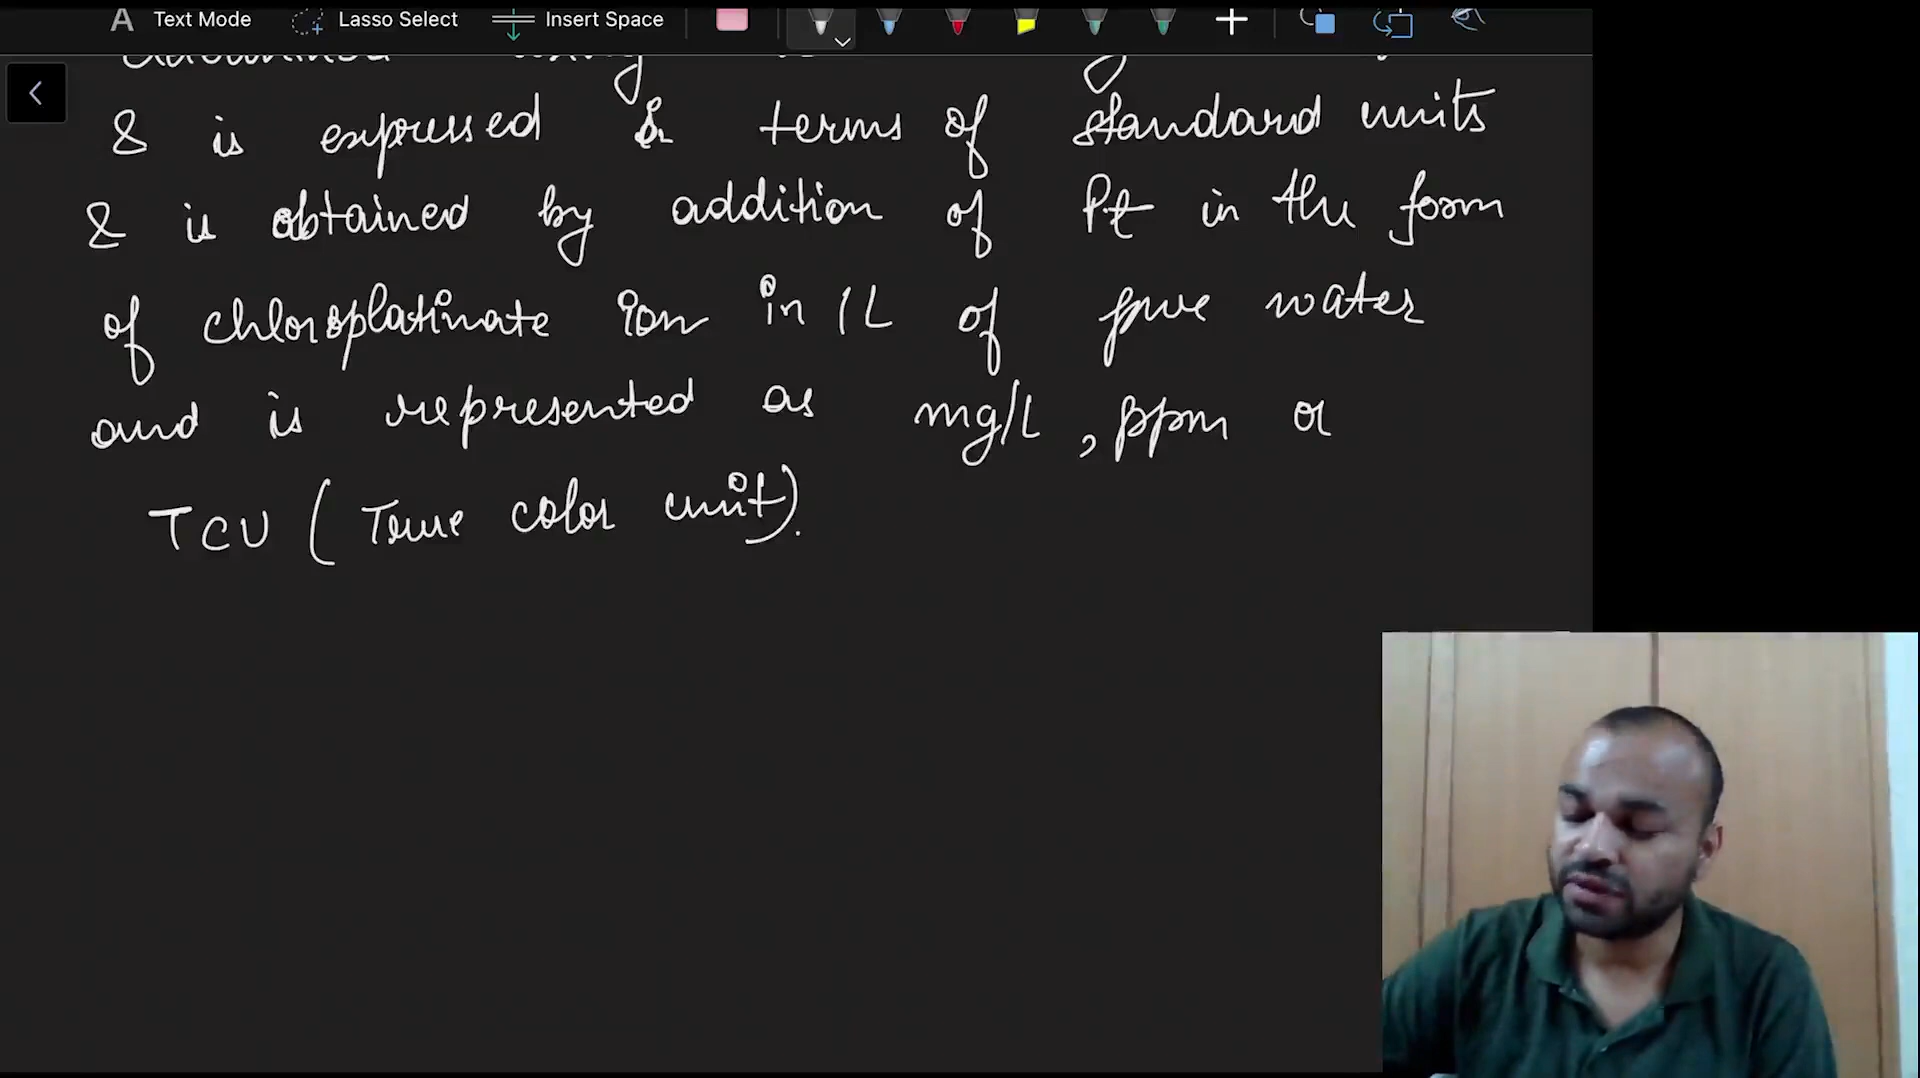 Text Mode Lasso Select Insert Space
using
& is expressed in terms of standard units
& is obtained by addition of Pt in the form
of chloroplatinate ion in 1L of pure water
and is represented as mg/L, ppm or
TCU (True color unit).